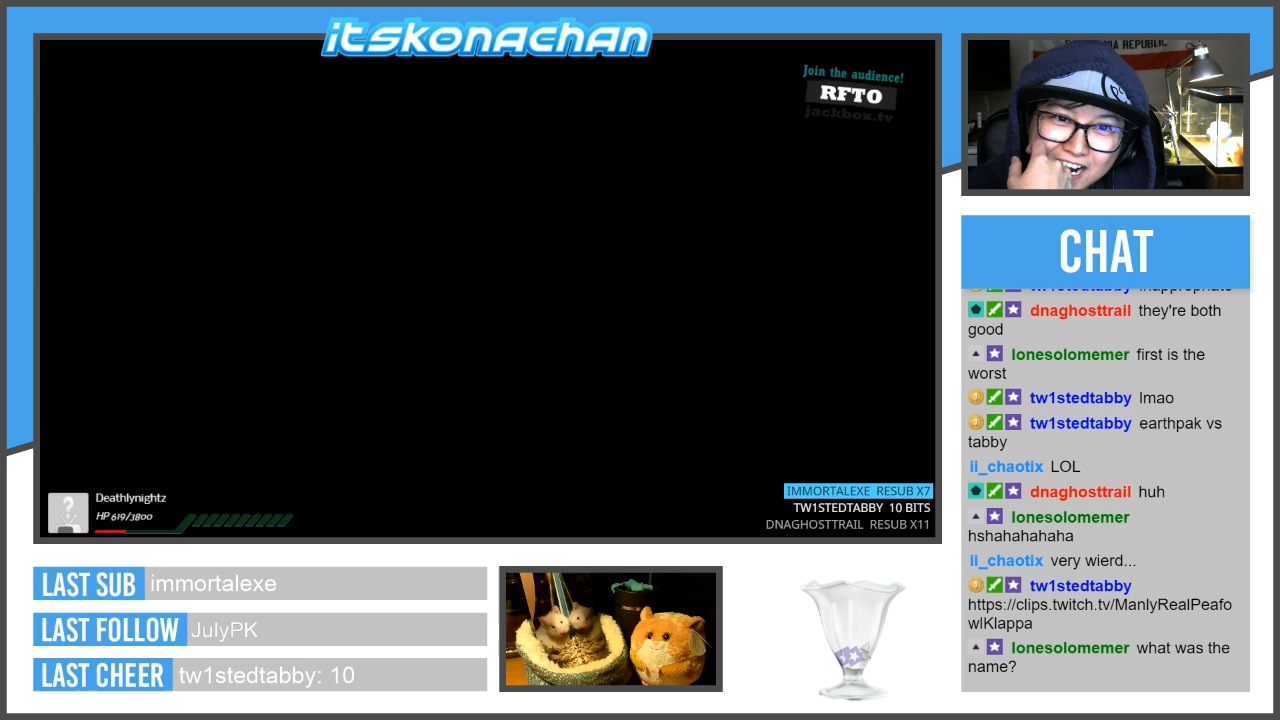 itskonachan
Join the audience!
RFTO
jackbox.tv
Deathlynightz
HP 619/3800
IMMORTALEXE RESUB X7
TW1STEDTABBY 10 BITS
DNAGHOSTTRAIL RESUB X11
LAST SUB immortalexe
LAST FOLLOW JulyPK
LAST CHEER tw1stedtabby: 10
REPUBLIC
CHAT
dnaghosttrail they're both
good
lonesolomemer first is the
worst
tw1stedtabby lmao
tw1stedtabby earthpak vs
tabby
ii_chaotix LOL
dnaghosttrail huh
lonesolomemer
hshahahahaha
ii_chaotix very wierd...
tw1stedtabby
https://clips.twitch.tv/ManlyRealPeafo
wlKlappa
lonesolomemer what was the
name?